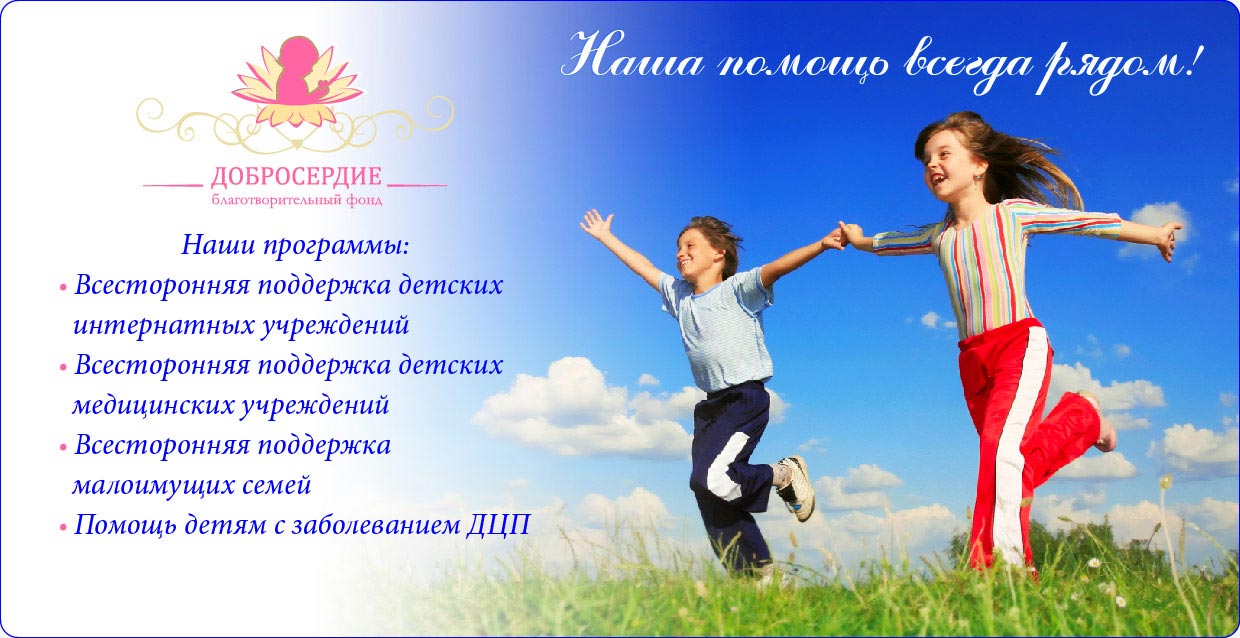 Наша помощь всегда рядом!
ДОБРОСЕРДИЕ
благотворительный фонд
Наши программы:
• Всесторонняя поддержка детских
интернатных учреждений
• Всесторонняя поддержка детских
медицинских учреждений
• Всесторонняя поддержка
малоимущих семей
• Помощь детям с заболеванием ДЦП